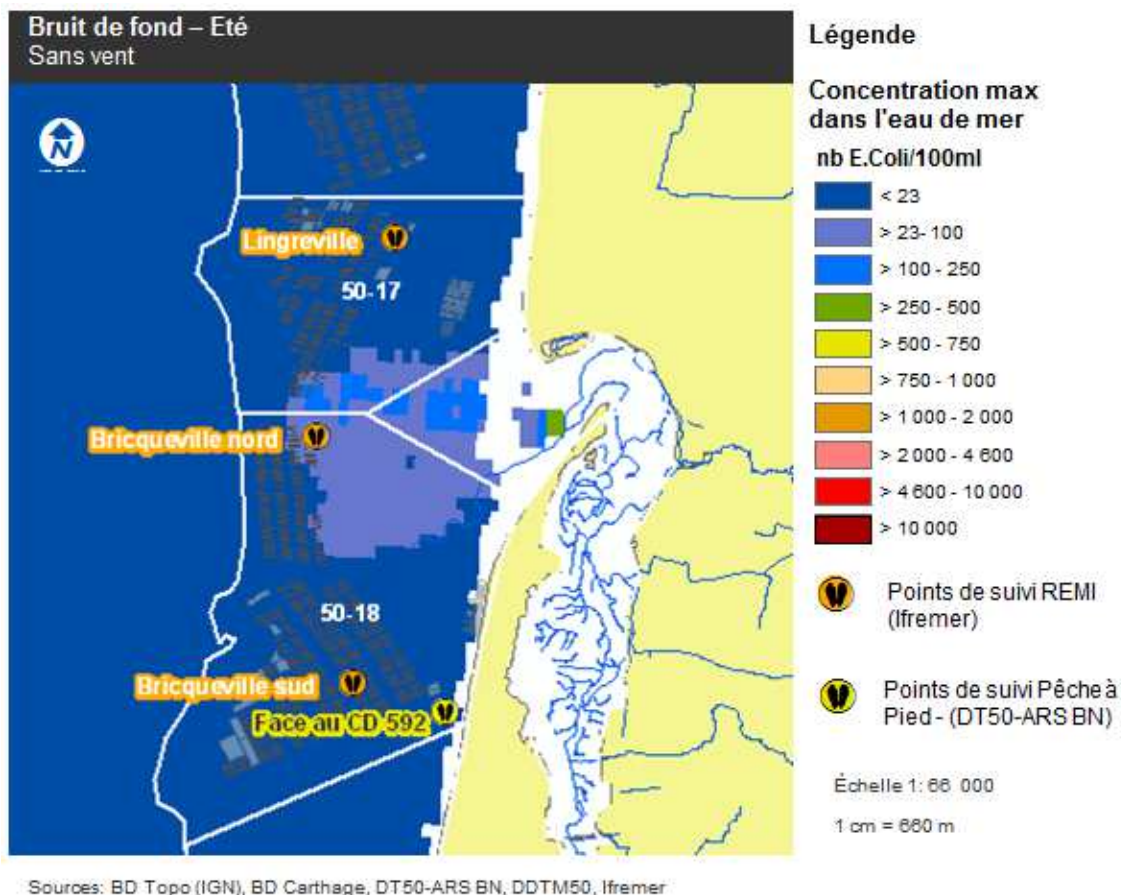 Bruit de fond – Eté
Sans vent
N
Lingreville
50-17
Bricqueville nord
50-18
Bricqueville sud
Face au CD 592
Légende
Concentration max
dans l'eau de mer
nb E.Coli/100ml
< 23
> 23- 100
> 100 - 250
> 250 - 500
> 500 - 750
> 750 - 1 000
> 1 000 - 2 000
> 2 000 - 4 600
> 4 600 - 10 000
> 10 000
Points de suivi REMI
(Ifremer)
Points de suivi Pêche à
Pied - (DT50-ARS BN)
Échelle 1: 66 000
1 cm = 660 m
Sources: BD Topo (IGN), BD Carthage, DT50-ARS BN, DDTM50, Ifremer